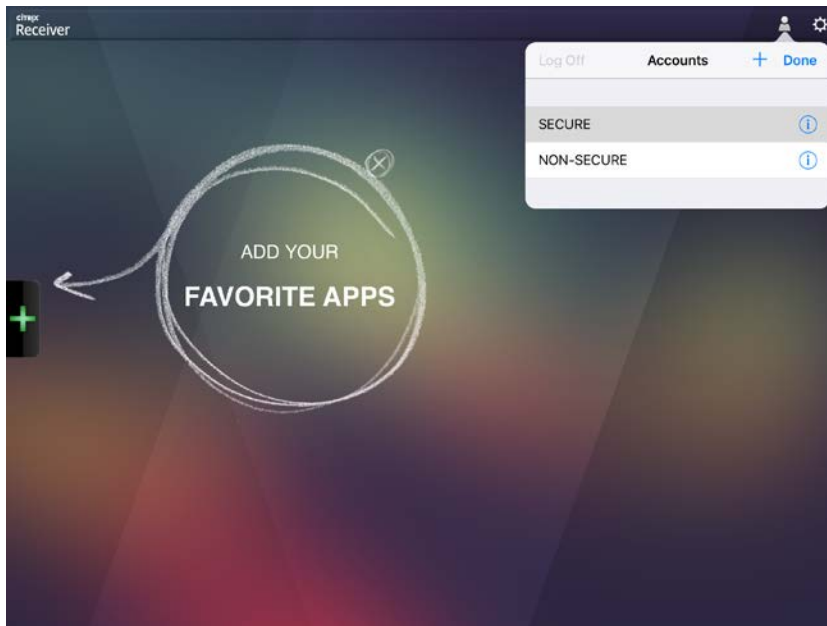 citrix
Receiver
Log Off Accounts + Done
SECURE
NON-SECURE
ADD YOUR
FAVORITE APPS